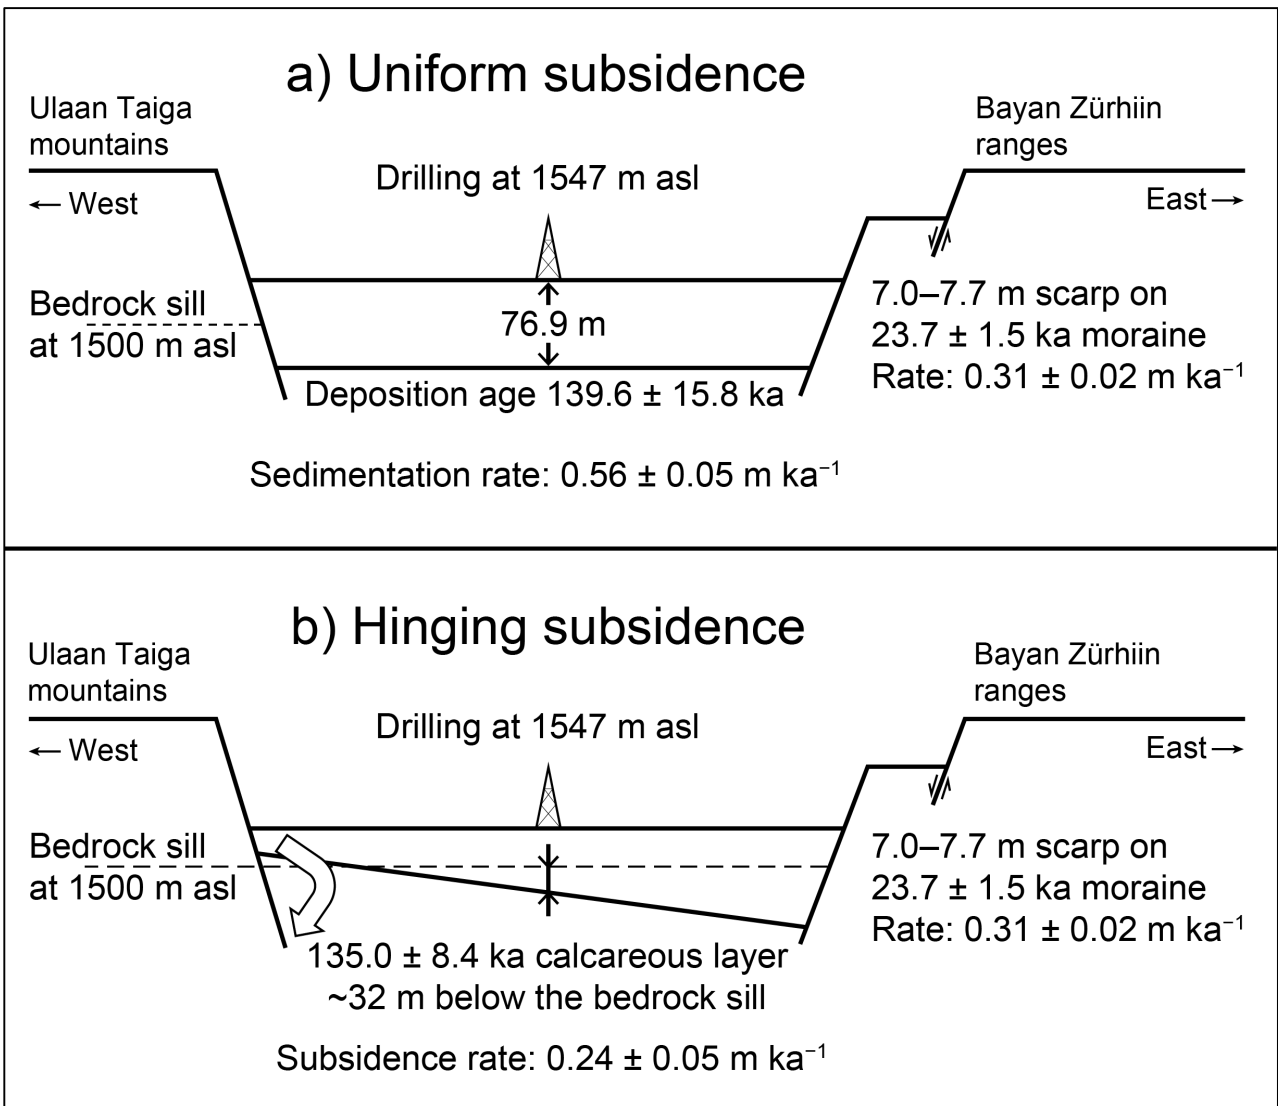 a) Uniform subsidence
Ulaan Taiga
mountains
Bayan Zürhiin
ranges
Drilling at 1547 m asl
← West
East →
Bedrock sill
at 1500 m asl
76.9 m
7.0–7.7 m scarp on
23.7 ± 1.5 ka moraine
Rate: 0.31 ± 0.02 m ka⁻¹
Deposition age 139.6 ± 15.8 ka
Sedimentation rate: 0.56 ± 0.05 m ka⁻¹
b) Hinging subsidence
Ulaan Taiga
mountains
Bayan Zürhiin
ranges
Drilling at 1547 m asl
← West
East →
Bedrock sill
at 1500 m asl
7.0–7.7 m scarp on
23.7 ± 1.5 ka moraine
Rate: 0.31 ± 0.02 m ka⁻¹
135.0 ± 8.4 ka calcareous layer
~32 m below the bedrock sill
Subsidence rate: 0.24 ± 0.05 m ka⁻¹